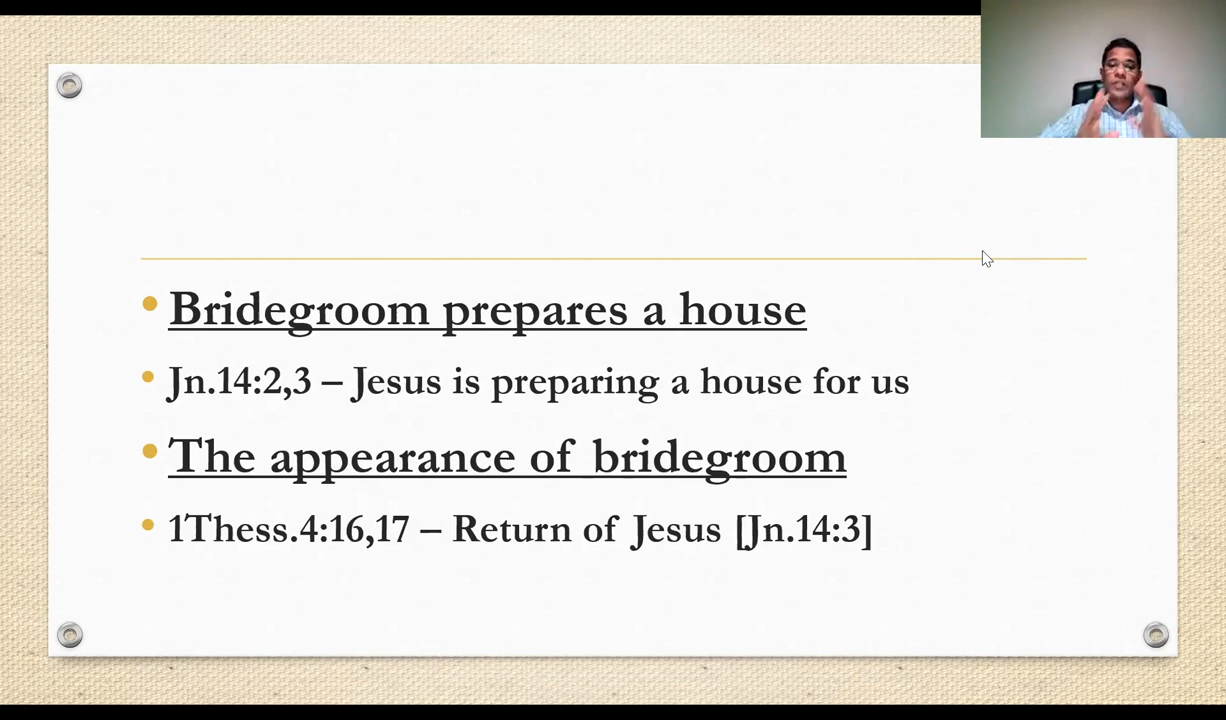 • Bridegroom prepares a house
• Jn.14:2,3 – Jesus is preparing a house for us
• The appearance of bridegroom
• 1Thess.4:16,17 – Return of Jesus [Jn.14:3]